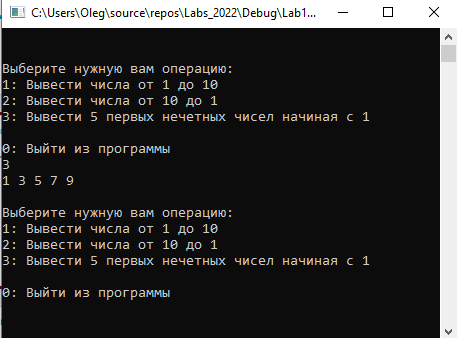 C:\Users\Oleg\source\repos\Labs_2022\Debug\Lab1...
Выберите нужную вам операцию:
1: Вывести числа от 1 до 10
2: Вывести числа от 10 до 1
3: Вывести 5 первых нечетных чисел начиная с 1
0: Выйти из программы
3
1 3 5 7 9
Выберите нужную вам операцию:
1: Вывести числа от 1 до 10
2: Вывести числа от 10 до 1
3: Вывести 5 первых нечетных чисел начиная с 1
0: Выйти из программы